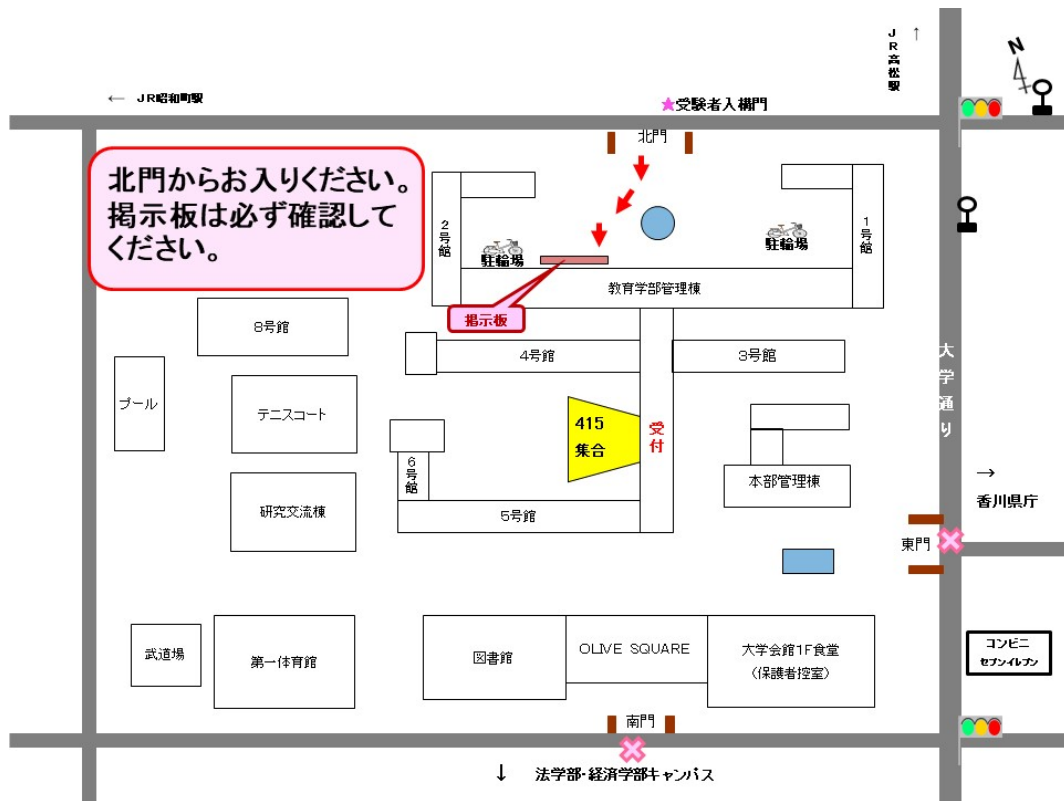 JR高松駅
↑
N
← JR昭和町駅
★受験者入構門
北門
北門からお入りください。
掲示板は必ず確認して
ください。
2号館
1号館
駐輪場
駐輪場
教育学部管理棟
掲示板
8号館
4号館
3号館
大学通り
プール
テニスコート
415
集合
受付
6号館
本部管理棟
→
香川県庁
研究交流棟
5号館
東門
武道場
第一体育館
図書館
OLIVE SQUARE
大学会館1F食堂
(保護者控室)
コンビニ
セブンイレブン
南門
↓ 法学部・経済学部キャンパス